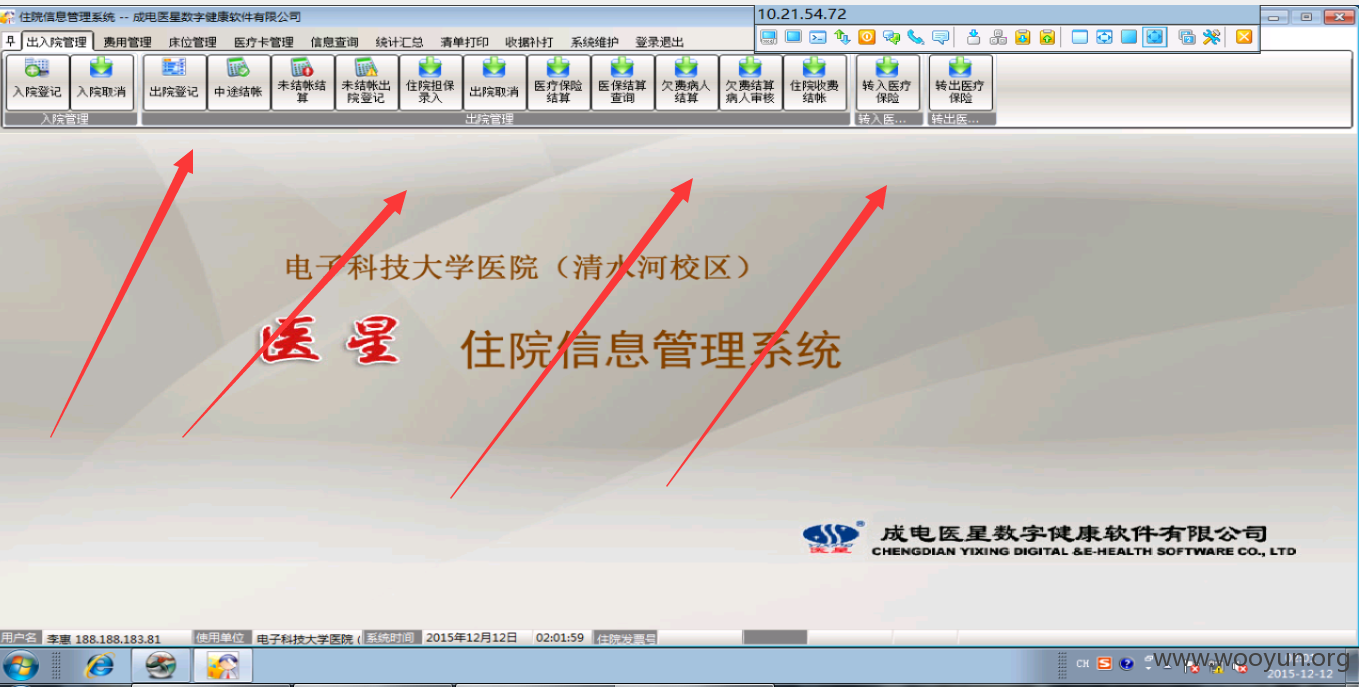 住院信息管理系统 -- 成电医星数字健康软件有限公司
10.21.54.72
出入院管理 费用管理 床位管理 医疗卡管理 信息查询 统计汇总 清单打印 收据补打 系统维护 登录退出
入院登记 入院取消 出院登记 中途结帐 未结帐结算 未结帐出院登记 住院担保录入 出院取消 医疗保险结算 医保结算查询 欠费病人结算 欠费结算病人审核 住院收费结帐 转入医疗保险 转出医疗保险
入院管理 出院管理 转入医... 转出医...
电子科技大学医院（清水河校区）
医星 住院信息管理系统
成电医星数字健康软件有限公司
CHENGDIAN YIXING DIGITAL &E-HEALTH SOFTWARE CO., LTD
用户名 李惠 188.188.183.81 使用单位 电子科技大学医院（ 系统时间 2015年12月12日 02:01:59 住院发票号
CH
www.wooyun.org
2015-12-12